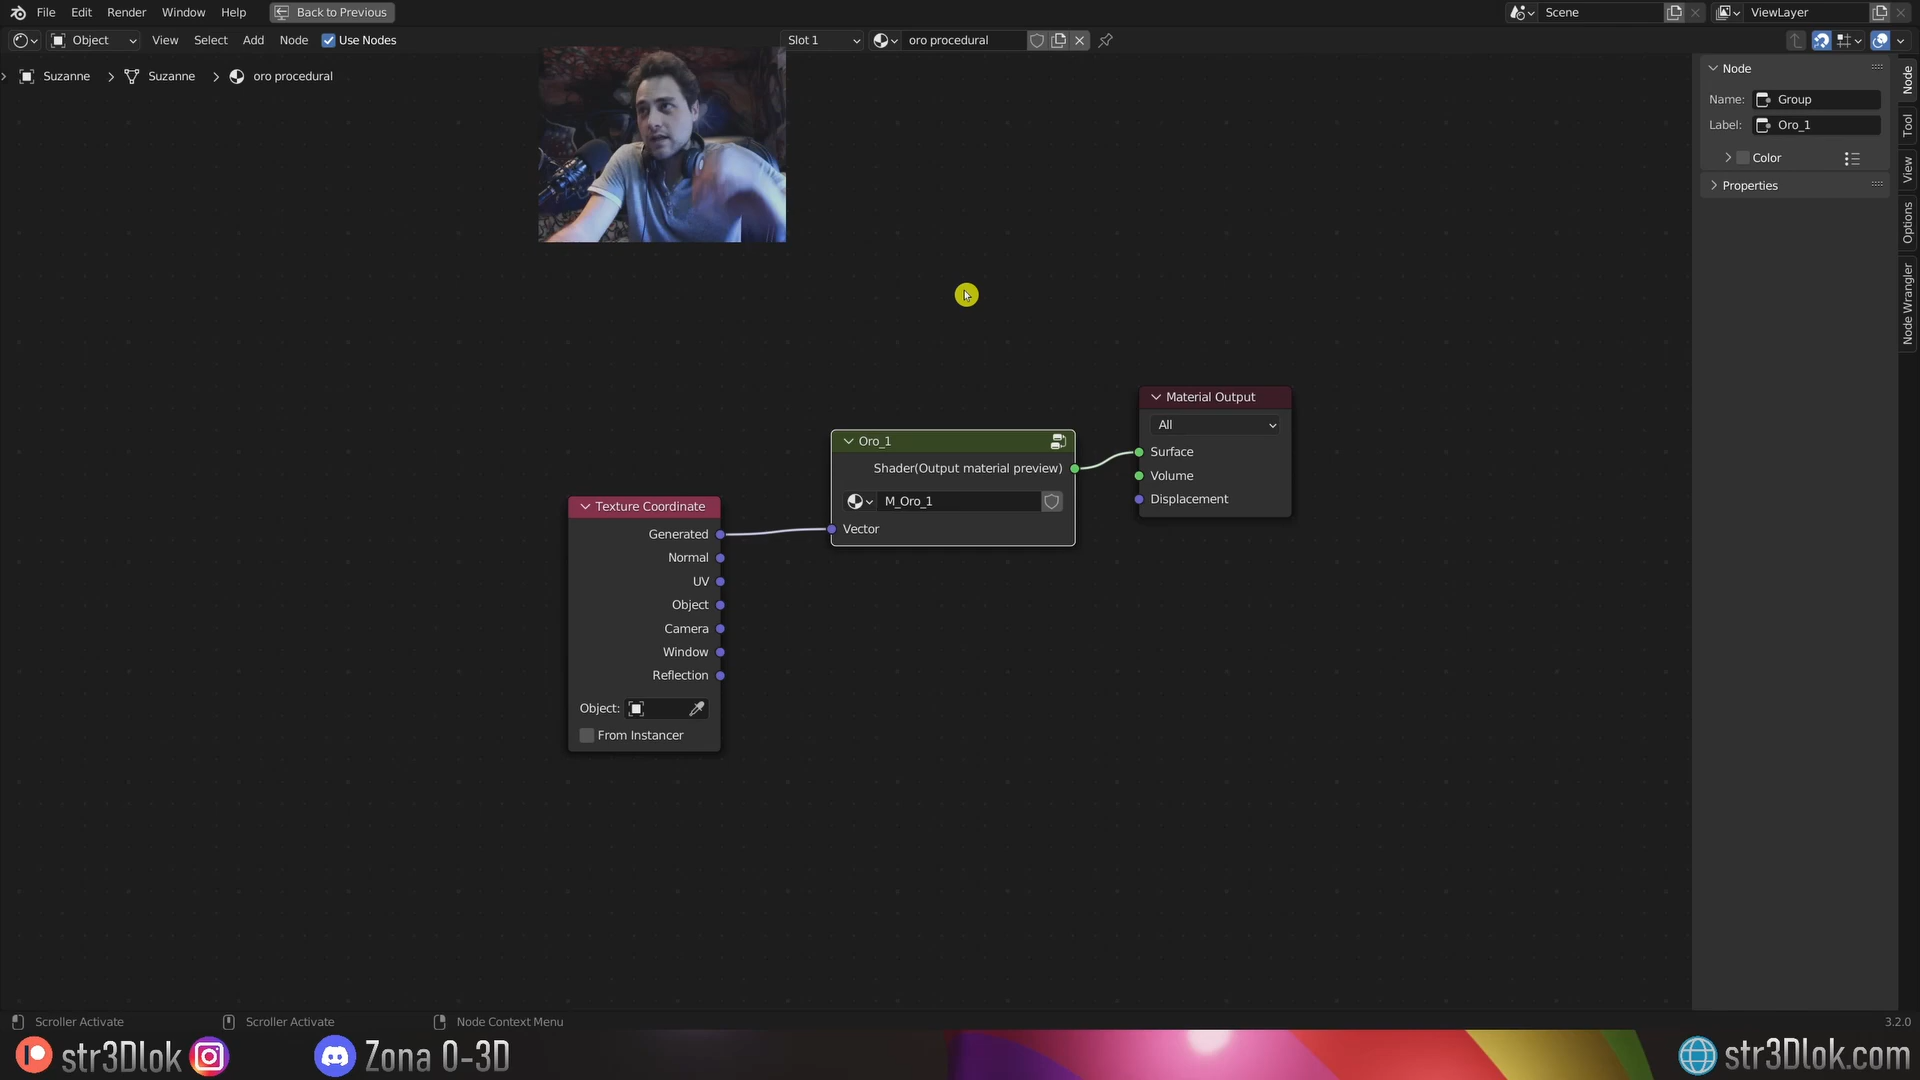 File Edit Render Window Help Back to Previous Scene ViewLayer
Object View Select Add Node Use Nodes Slot 1 oro procedural
Suzanne Suzanne oro procedural
Node
Name: Group
Label: Oro_1
Color
Properties
Node
Tool
View
Options
Node Wrangler
Material Output
All
Surface
Volume
Displacement
Oro_1
Shader(Output material preview)
M_Oro_1
Vector
Texture Coordinate
Generated
Normal
UV
Object
Camera
Window
Reflection
Object:
From Instancer
Scroller Activate Scroller Activate Node Context Menu 3.2.0
str3Dlok Zona 0-3D str3Dlok.com